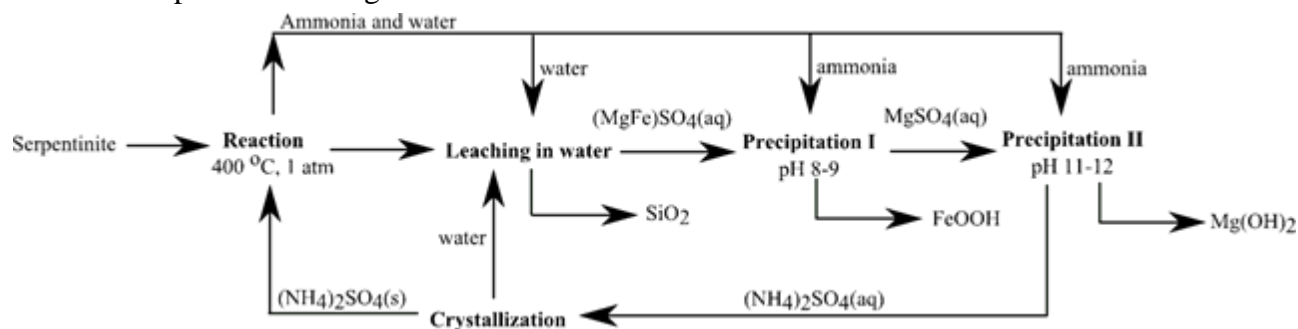 Ammonia and water
water
ammonia
ammonia
(MgFe)SO4(aq)
MgSO4(aq)
Serpentinite
Reaction
400 °C, 1 atm
Leaching in water
Precipitation I
pH 8-9
Precipitation II
pH 11-12
SiO2
FeOOH
Mg(OH)2
water
(NH4)2SO4(s)
(NH4)2SO4(aq)
Crystallization